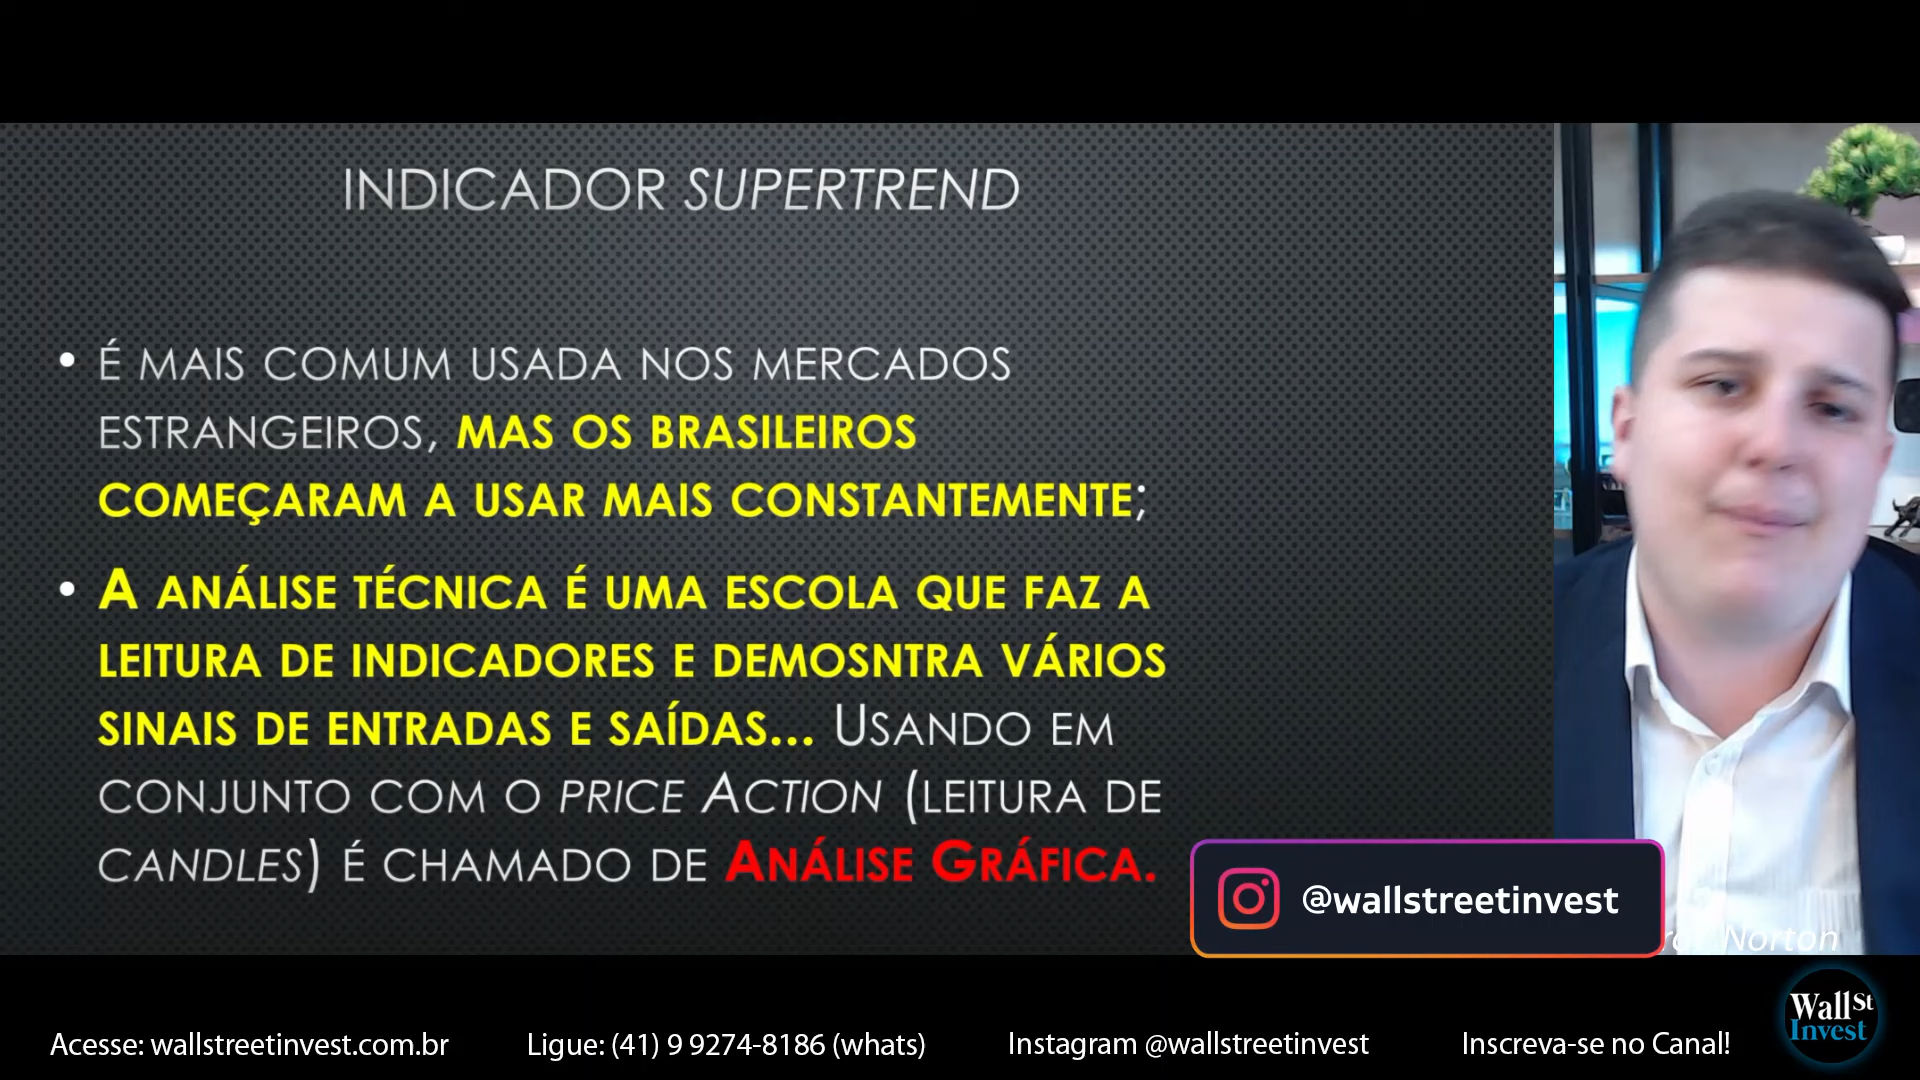 INDICADOR SUPERTREND
• É MAIS COMUM USADA NOS MERCADOS
ESTRANGEIROS, MAS OS BRASILEIROS
COMEÇARAM A USAR MAIS CONSTANTEMENTE;
• A ANÁLISE TÉCNICA É UMA ESCOLA QUE FAZ A
LEITURA DE INDICADORES E DEMOSNTRA VÁRIOS
SINAIS DE ENTRADAS E SAÍDAS... USANDO EM
CONJUNTO COM O PRICE ACTION (LEITURA DE
CANDLES) É CHAMADO DE ANÁLISE GRÁFICA.
@wallstreetinvest
Norton
WallSt
Invest
Acesse: wallstreetinvest.com.br Ligue: (41) 9 9274-8186 (whats) Instagram @wallstreetinvest Inscreva-se no Canal!